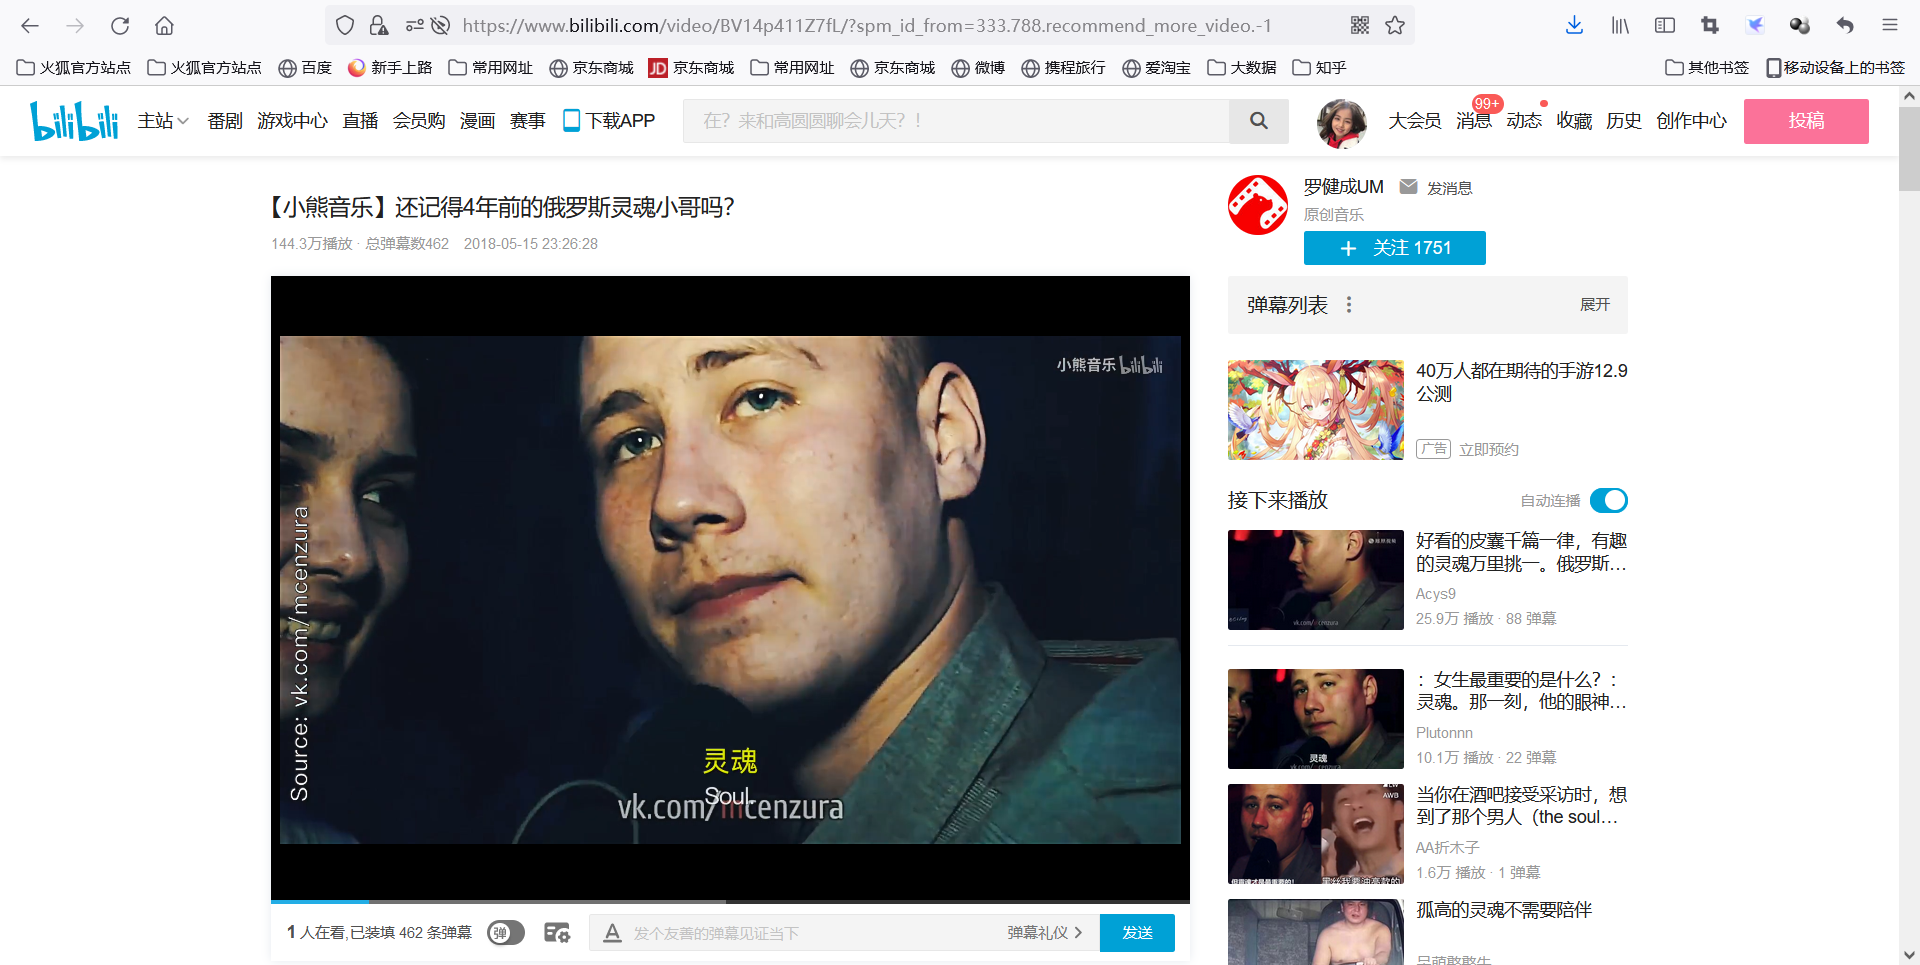 https://www.bilibili.com/video/BV14p411Z7fL/?spm_id_from=333.788.recommend_more_video.-1
火狐官方站点 火狐官方站点 百度 新手上路 常用网址 京东商城 JD 京东商城 常用网址 京东商城 微博 携程旅行 爱淘宝 大数据 知乎 其他书签 移动设备上的书签
bilibili 主站 番剧 游戏中心 直播 会员购 漫画 赛事 下载APP 在？来和高圆圆聊会儿天？！ 大会员 消息 99+ 动态 收藏 历史 创作中心 投稿
【小熊音乐】还记得4年前的俄罗斯灵魂小哥吗？
144.3万播放 · 总弹幕数462 2018-05-15 23:26:28
罗健成UM 发消息
原创音乐
+ 关注 1751
小熊音乐 bilibili
Source: vk.com/mcenzura
灵魂
Soul.
vk.com/mcenzura
1 人在看,已装填 462 条弹幕 弹 A 发个友善的弹幕见证当下 弹幕礼仪 > 发送
弹幕列表 展开
40万人都在期待的手游12.9
公测
广告 立即预约
接下来播放 自动连播
好看的皮囊千篇一律，有趣
的灵魂万里挑一。俄罗斯…
Acys9
25.9万 播放 · 88 弹幕
vk.com/mcenzura
：女生最重要的是什么？：
灵魂。那一刻，他的眼神…
Plutonnn
10.1万 播放 · 22 弹幕
灵魂
vk.com/mcenzura
当你在酒吧接受采访时，想
到了那个男人（the soul…
AA折木子
1.6万 播放 · 1 弹幕
AWB
孤高的灵魂不需要陪伴